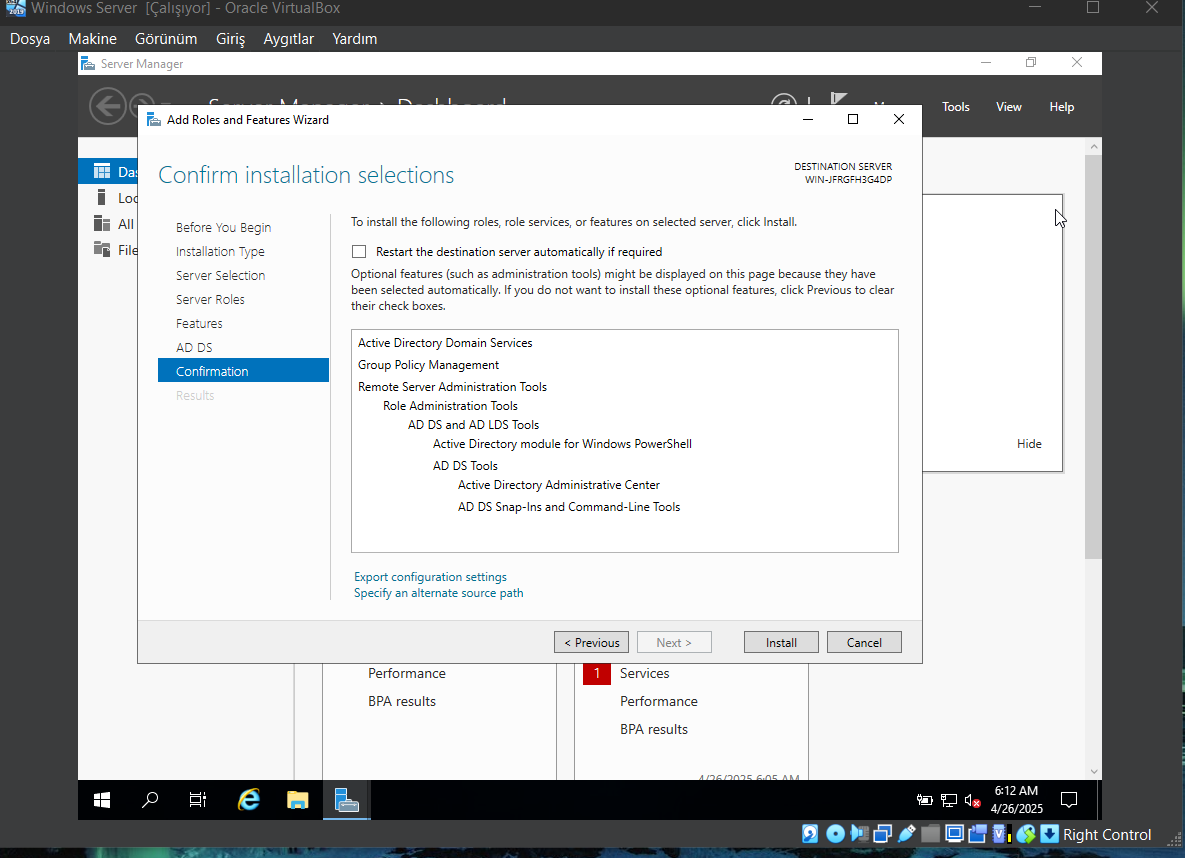 Windows Server [Çalışıyor] - Oracle VirtualBox
Dosya Makine Görünüm Giriş Aygıtlar Yardım
Server Manager
Server Manager Dashboard
Tools View Help
Add Roles and Features Wizard
Confirm installation selections
DESTINATION SERVER
WIN-JFRGFH3G4DP
Before You Begin
Installation Type
Server Selection
Server Roles
Features
AD DS
Confirmation
Results
To install the following roles, role services, or features on selected server, click Install.
Restart the destination server automatically if required
Optional features (such as administration tools) might be displayed on this page because they have
been selected automatically. If you do not want to install these optional features, click Previous to clear
their check boxes.
Active Directory Domain Services
Group Policy Management
Remote Server Administration Tools
Role Administration Tools
AD DS and AD LDS Tools
Active Directory module for Windows PowerShell
AD DS Tools
Active Directory Administrative Center
AD DS Snap-Ins and Command-Line Tools
Export configuration settings
Specify an alternate source path
< Previous Next > Install Cancel
Das
Loc
All
File
Hide
Performance
BPA results
1 Services
Performance
BPA results
4/26/2025 6:05 AM
6:12 AM
4/26/2025
Right Control